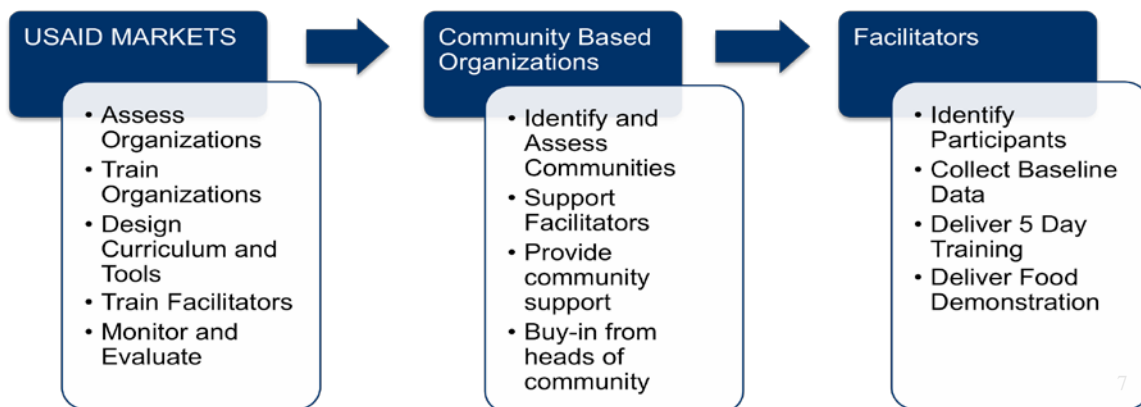 USAID MARKETS
• Assess
Organizations
• Train
Organizations
• Design
Curriculum and
Tools
• Train Facilitators
• Monitor and
Evaluate
Community Based
Organizations
• Identify and
Assess
Communities
• Support
Facilitators
• Provide
community
support
• Buy-in from
heads of
community
Facilitators
• Identify
Participants
• Collect Baseline
Data
• Deliver 5 Day
Training
• Deliver Food
Demonstration
7